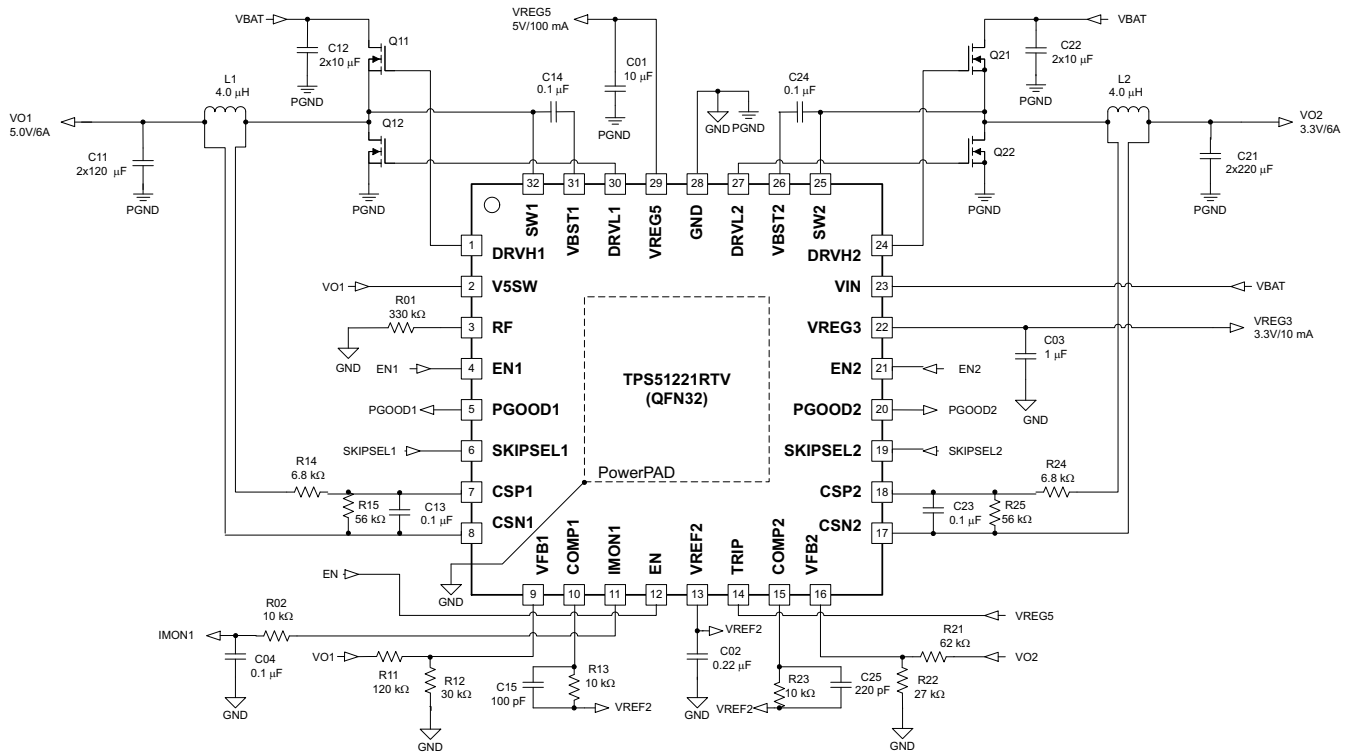 VBAT
C12
2x10 μF
PGND
Q11
VREG5
5V/100 mA
C01
10 μF
PGND
C14
0.1 μF
C24
0.1 μF
GND
PGND
VBAT
Q21
C22
2x10 μF
PGND
L1
4.0 μH
L2
4.0 μH
VO1
5.0V/6A
C11
2x120 μF
PGND
Q12
PGND
Q22
PGND
VO2
3.3V/6A
C21
2x220 μF
PGND
32
31
30
29
28
27
26
25
SW1
VBST1
DRVL1
VREG5
GND
DRVL2
VBST2
SW2
1
DRVH1
DRVH2
24
VO1
2
V5SW
VIN
23
VBAT
R01
330 kΩ
GND
3
RF
VREG3
22
VREG3
3.3V/10 mA
C03
1 μF
GND
EN1
4
EN1
EN2
21
EN2
PGOOD1
5
PGOOD1
PGOOD2
20
PGOOD2
SKIPSEL1
6
SKIPSEL1
SKIPSEL2
19
SKIPSEL2
TPS51221RTV
(QFN32)
PowerPAD
R14
6.8 kΩ
7
CSP1
CSP2
18
R24
6.8 kΩ
R15
56 kΩ
C13
0.1 μF
8
CSN1
CSN2
17
C23
0.1 μF
R25
56 kΩ
GND
VFB1
COMP1
IMON1
EN
VREF2
TRIP
COMP2
VFB2
9
10
11
12
13
14
15
16
EN
VREG5
IMON1
R02
10 kΩ
C04
0.1 μF
GND
VO1
R11
120 kΩ
R12
30 kΩ
GND
C15
100 pF
R13
10 kΩ
VREF2
VREF2
C02
0.22 μF
GND
R23
10 kΩ
C25
220 pF
VREF2
R21
62 kΩ
VO2
R22
27 kΩ
GND